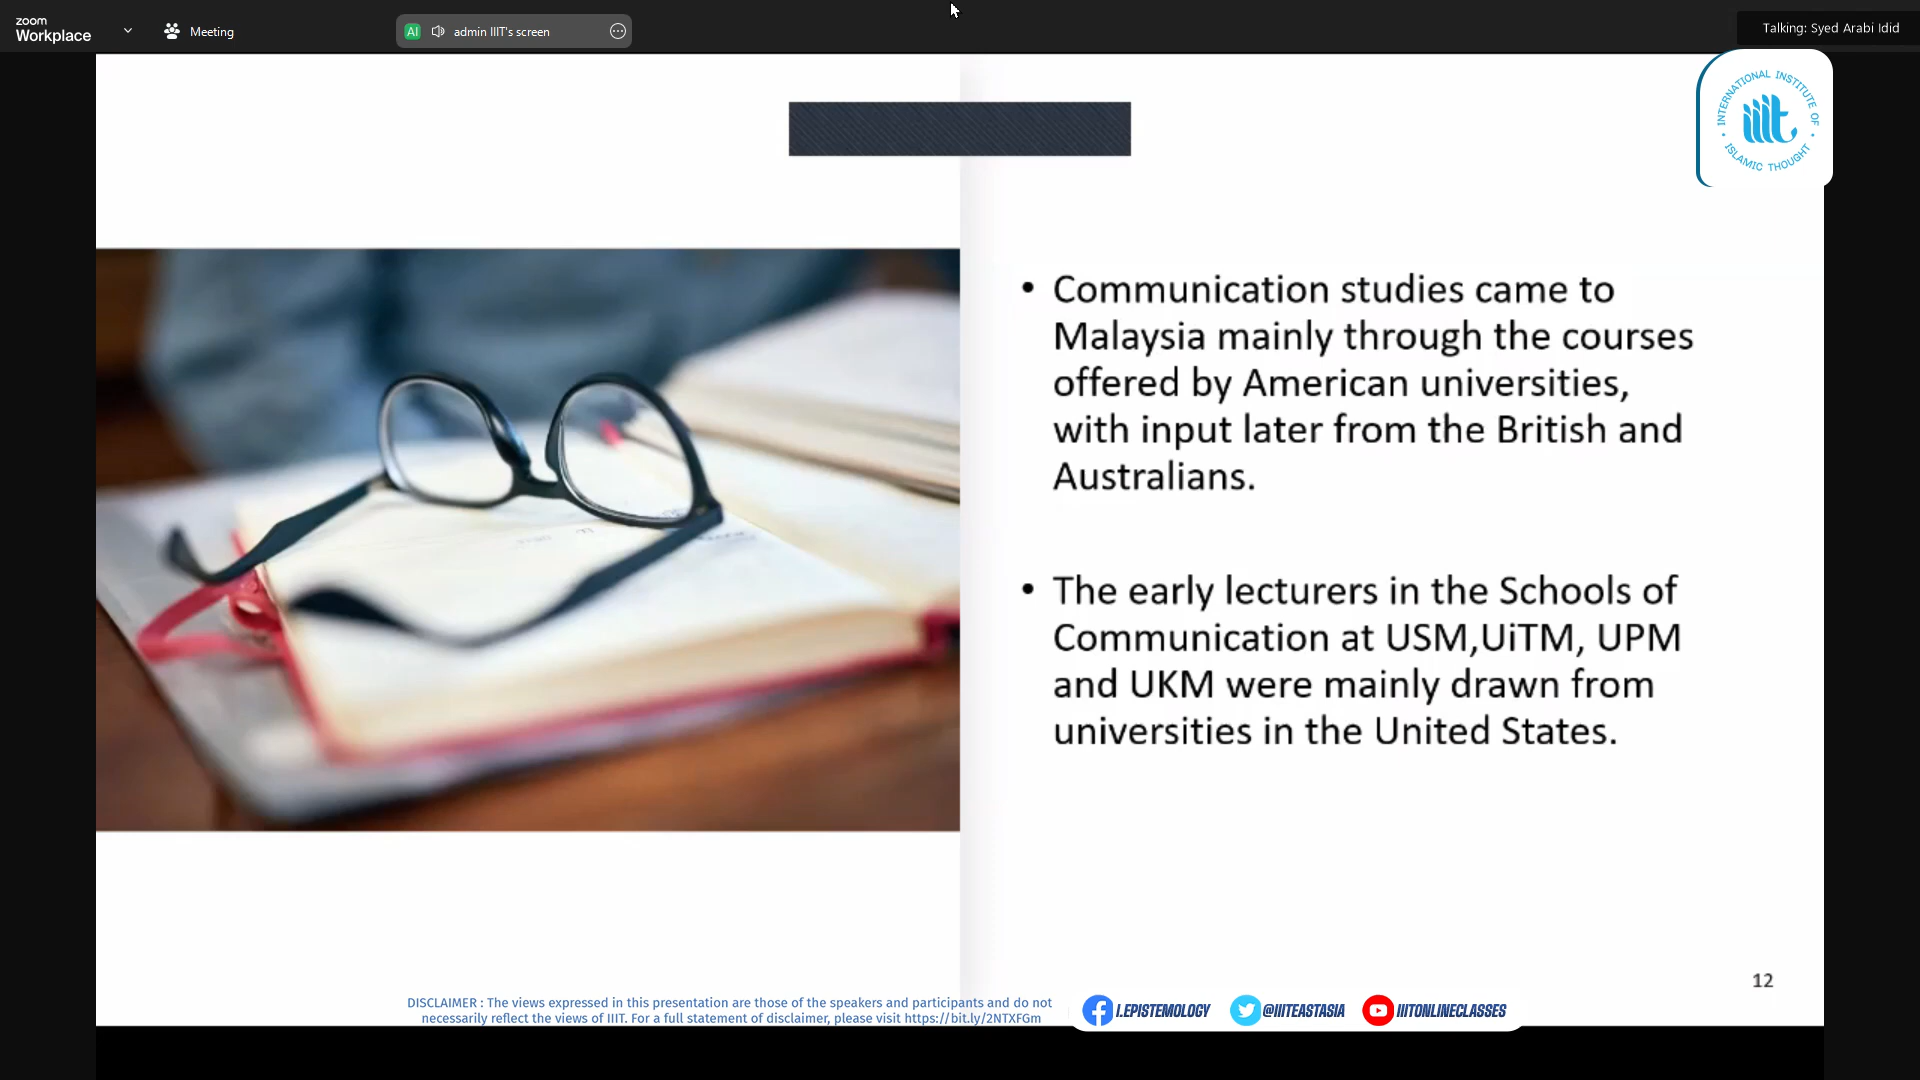 zoom
Workplace
Meeting
AI
admin IIIT's screen
Talking: Syed Arabi Idid
INTERNATIONAL INSTITUTE OF
iiit
ISLAMIC THOUGHT
• Communication studies came to
Malaysia mainly through the courses
offered by American universities,
with input later from the British and
Australians.
• The early lecturers in the Schools of
Communication at USM,UiTM, UPM
and UKM were mainly drawn from
universities in the United States.
12
DISCLAIMER : The views expressed in this presentation are those of the speakers and participants and do not
necessarily reflect the views of IIIT. For a full statement of disclaimer, please visit https://bit.ly/2NTXFGm
I.EPISTEMOLOGY
@IIITEASTASIA
IIITONLINECLASSES